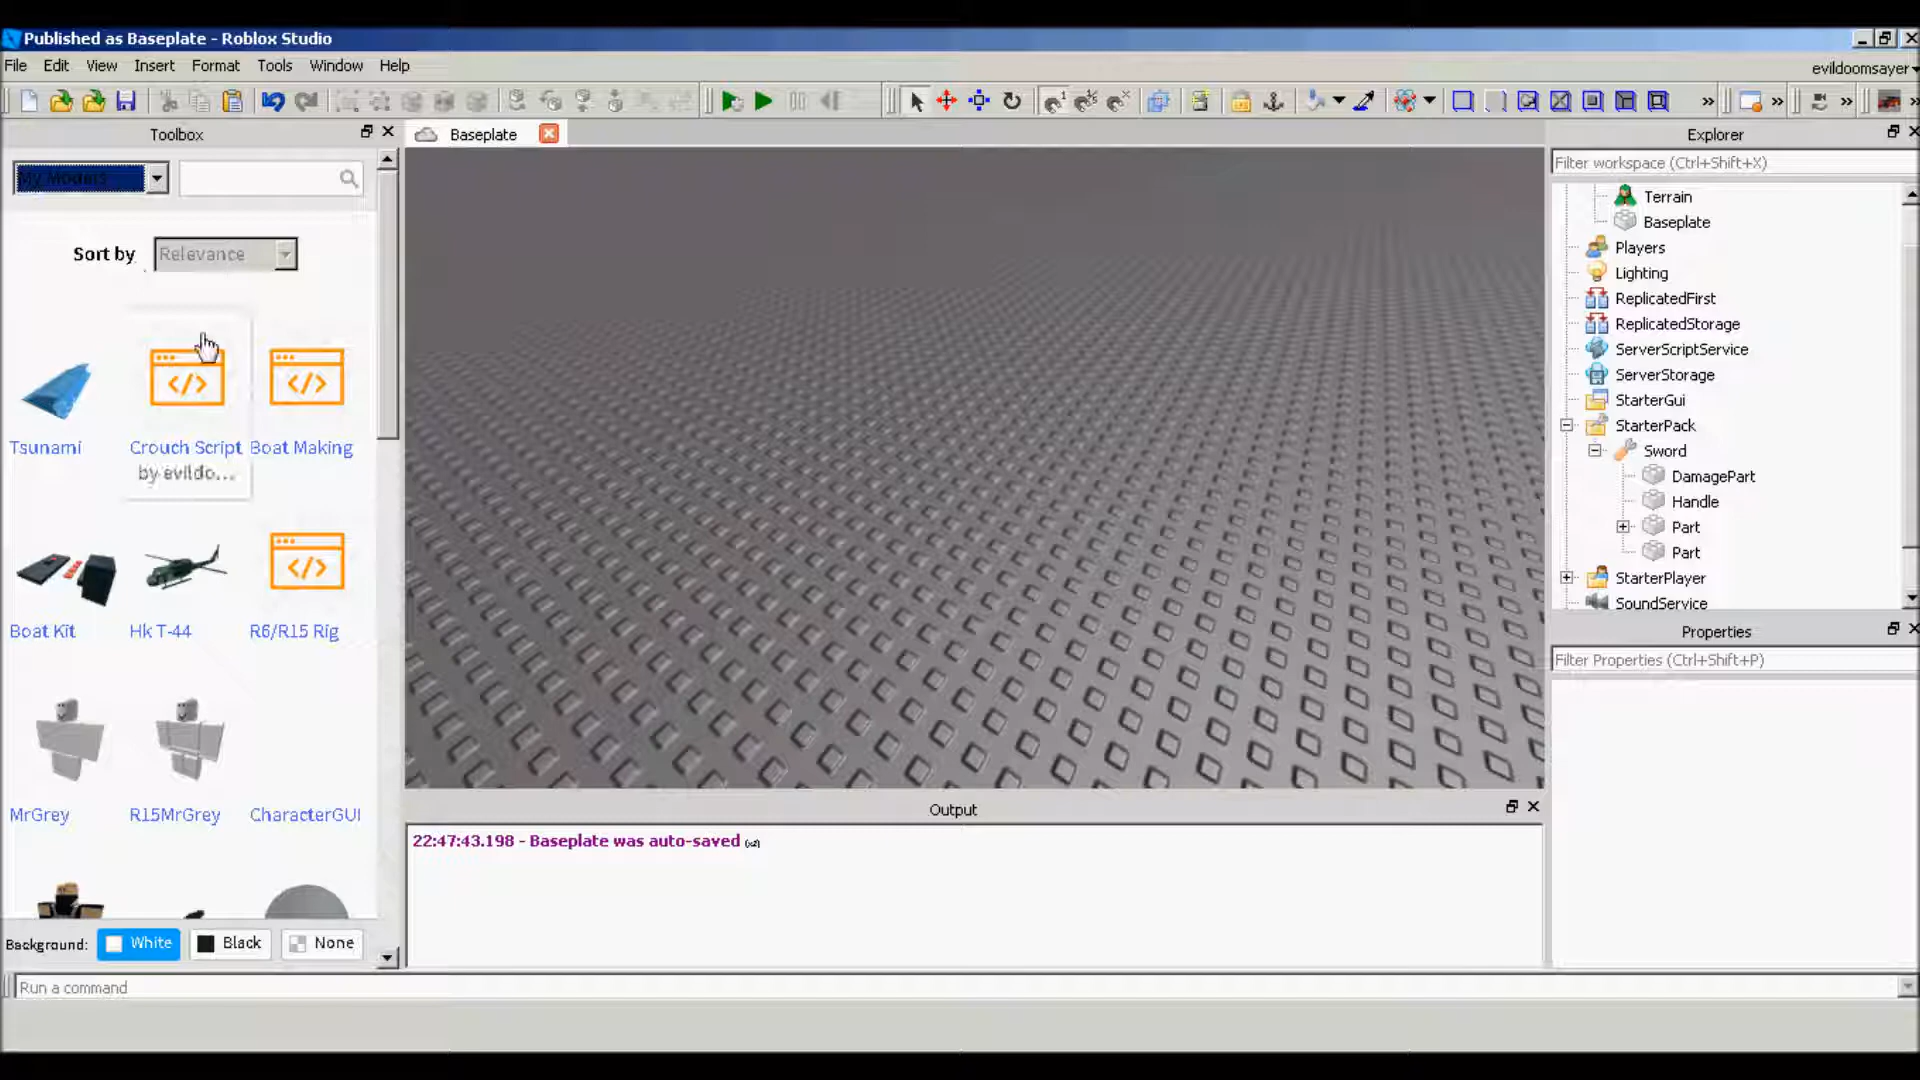 Published as Baseplate - Roblox Studio
File Edit View Insert Format Tools Window Help
evildoomsayer
Toolbox
My Models
Sort by Relevance
Tsunami
Crouch Script
by evildo...
Boat Making
Boat Kit
Hk T-44
R6/R15 Rig
MrGrey
R15MrGrey
CharacterGUI
Background: White Black None
Baseplate
Output
22:47:43.198 - Baseplate was auto-saved (x2)
Run a command
Explorer
Filter workspace (Ctrl+Shift+X)
Terrain
Baseplate
Players
Lighting
ReplicatedFirst
ReplicatedStorage
ServerScriptService
ServerStorage
StarterGui
StarterPack
Sword
DamagePart
Handle
Part
Part
StarterPlayer
SoundService
Properties
Filter Properties (Ctrl+Shift+P)